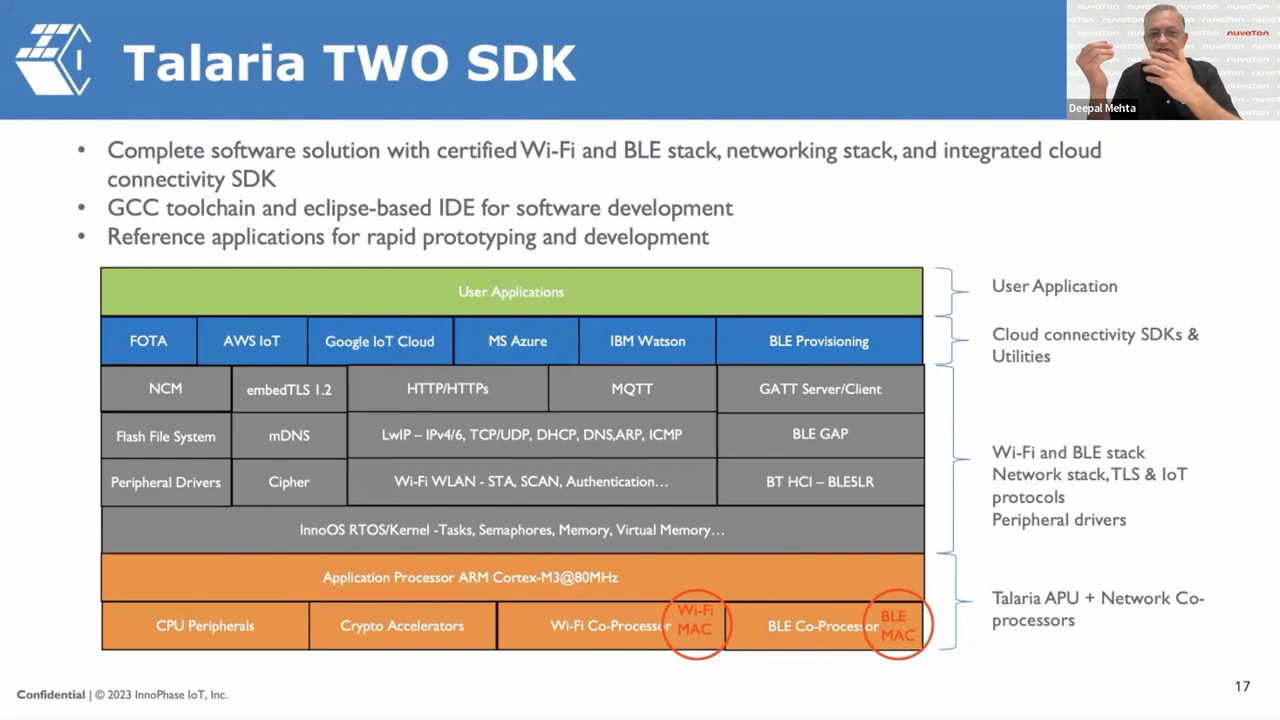 Talaria TWO SDK
nuvoTon
Deepal Mehta
• Complete software solution with certified Wi-Fi and BLE stack, networking stack, and integrated cloud
connectivity SDK
• GCC toolchain and eclipse-based IDE for software development
• Reference applications for rapid prototyping and development
User Applications
User Application
FOTA
AWS IoT
Google IoT Cloud
MS Azure
IBM Watson
BLE Provisioning
Cloud connectivity SDKs &
Utilities
NCM
embedTLS 1.2
HTTP/HTTPs
MQTT
GATT Server/Client
Flash File System
mDNS
LwIP – IPv4/6, TCP/UDP, DHCP, DNS,ARP, ICMP
BLE GAP
Peripheral Drivers
Cipher
Wi-Fi WLAN - STA, SCAN, Authentication…
BT HCI – BLE5LR
InnoOS RTOS/Kernel -Tasks, Semaphores, Memory, Virtual Memory…
Wi-Fi and BLE stack
Network stack, TLS & IoT
protocols
Peripheral drivers
Application Processor ARM Cortex-M3@80MHz
CPU Peripherals
Crypto Accelerators
Wi-Fi Co-Processor
Wi-Fi
MAC
BLE Co-Processor
BLE
MAC
Talaria APU + Network Co-
processors
Confidential | © 2023 InnoPhase IoT, Inc.
17